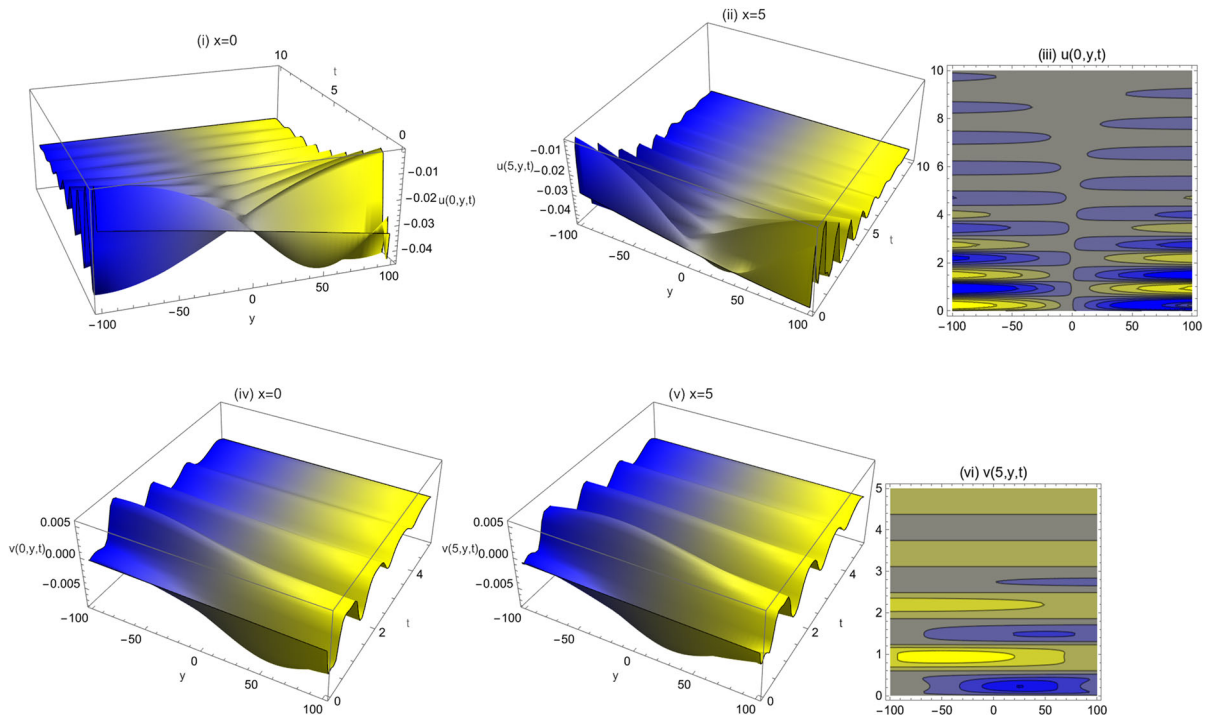 (i) x=0
10
t
5
0
-0.01
-0.02 u(0,y,t)
-0.03
-0.04
-100
-50
0
50
100
y
(ii) x=5
-0.01
-0.02
u(5,y,t)
-0.03
-0.04
-100
-50
0
50
100
y
0
5
10
t
(iii) u(0,y,t)
10
8
6
4
2
0
-100 -50 0 50 100
(iv) x=0
0.005
v(0,y,t) 0.000
-0.005
-100
-50
0
50
100
y
0
2
4
t
(v) x=5
0.005
v(5,y,t) 0.000
-0.005
-100
-50
0
50
100
y
0
2
4
t
(vi) v(5,y,t)
5
4
3
2
1
0
-100 -50 0 50 100